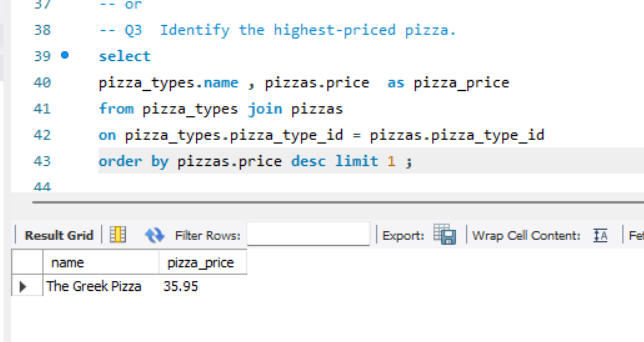 37 -- or
38 -- Q3 Identify the highest-priced pizza.
39 select
40 pizza_types.name , pizzas.price as pizza_price
41 from pizza_types join pizzas
42 on pizza_types.pizza_type_id = pizzas.pizza_type_id
43 order by pizzas.price desc limit 1 ;
44
Result Grid Filter Rows: Export: Wrap Cell Content: Fet
name pizza_price
The Greek Pizza 35.95